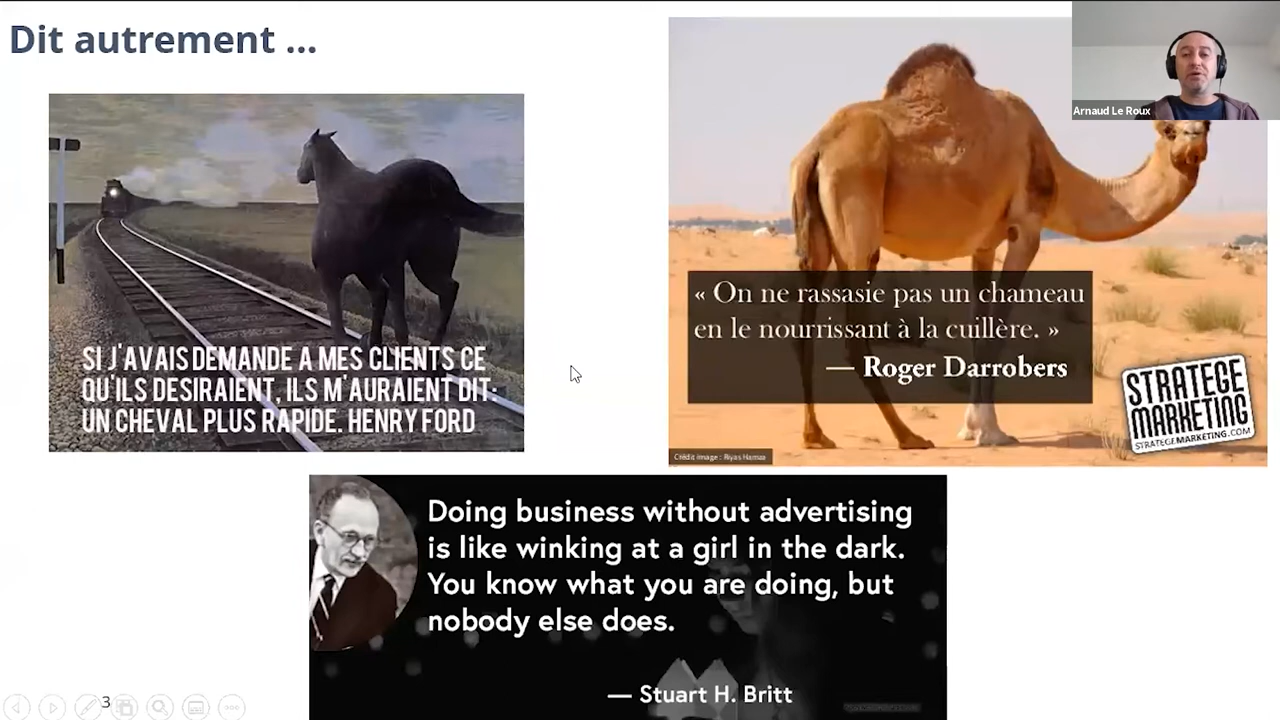 Dit autrement ...
Arnaud Le Roux
SI J'AVAIS DEMANDE A MES CLIENTS CE
QU'ILS DESIRAIENT, ILS M'AURAIENT DIT:
UN CHEVAL PLUS RAPIDE. HENRY FORD
« On ne rassasie pas un chameau
en le nourrissant à la cuillère. »
— Roger Darrobers
STRATEGE
MARKETING
STRATEGEMARKETING.COM
Crédit image : Riyas Hamza
Doing business without advertising
is like winking at a girl in the dark.
You know what you are doing, but
nobody else does.
— Stuart H. Britt
3